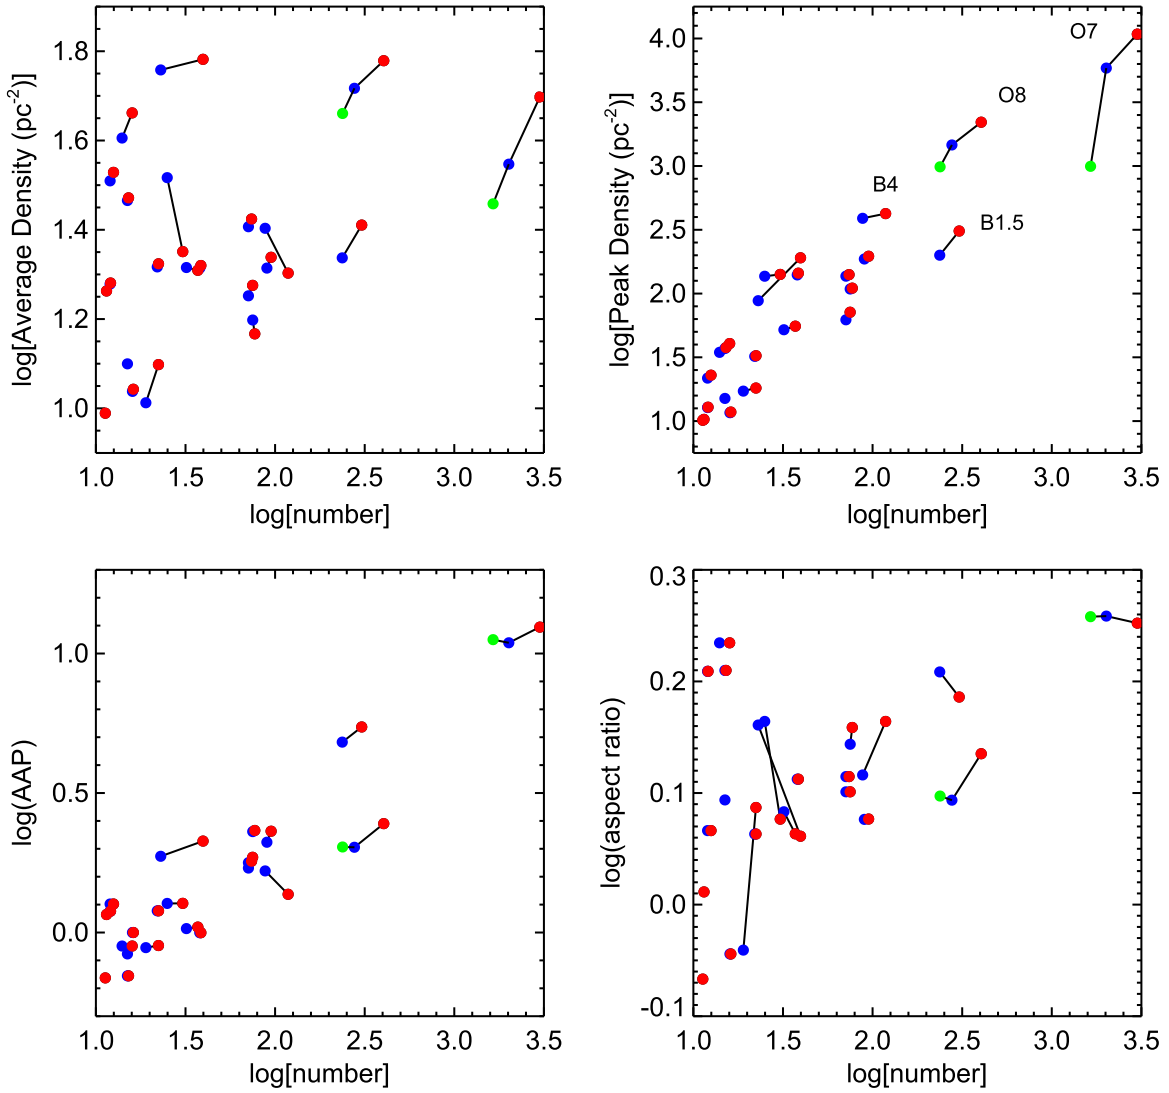 log[Average Density (pc-2)]
1.8
1.6
1.4
1.2
1.0
1.0 1.5 2.0 2.5 3.0 3.5
log[number]
log[Peak Density (pc-2)]
4.0
3.5
3.0
2.5
2.0
1.5
1.0
O7
O8
B4
B1.5
1.0 1.5 2.0 2.5 3.0 3.5
log[number]
log(AAP)
1.0
0.5
0.0
1.0 1.5 2.0 2.5 3.0 3.5
log[number]
log(aspect ratio)
0.3
0.2
0.1
0.0
-0.1
1.0 1.5 2.0 2.5 3.0 3.5
log[number]